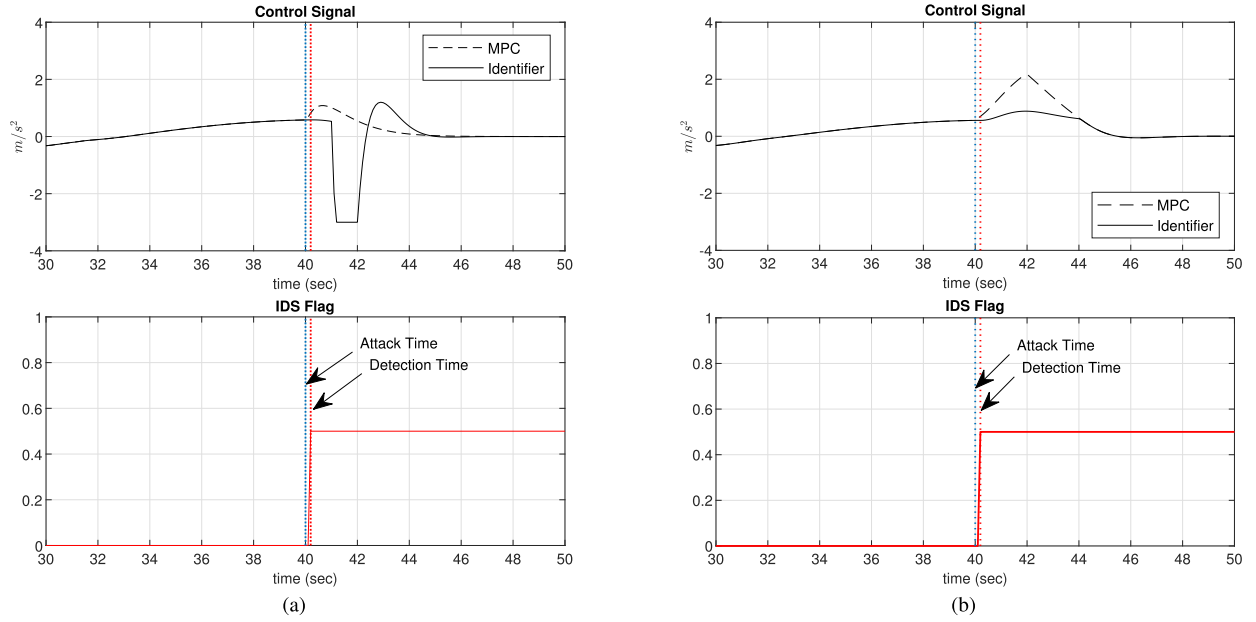 Control Signal
4
2
0
-2
-4
m/s²
MPC
Identifier
30 32 34 36 38 40 42 44 46 48 50
time (sec)
IDS Flag
1
0.8
0.6
0.4
0.2
0
Attack Time
Detection Time
30 32 34 36 38 40 42 44 46 48 50
time (sec)
(a)
Control Signal
4
2
0
-2
-4
m/s²
MPC
Identifier
30 32 34 36 38 40 42 44 46 48 50
time (sec)
IDS Flag
1
0.8
0.6
0.4
0.2
0
Attack Time
Detection Time
30 32 34 36 38 40 42 44 46 48 50
time (sec)
(b)